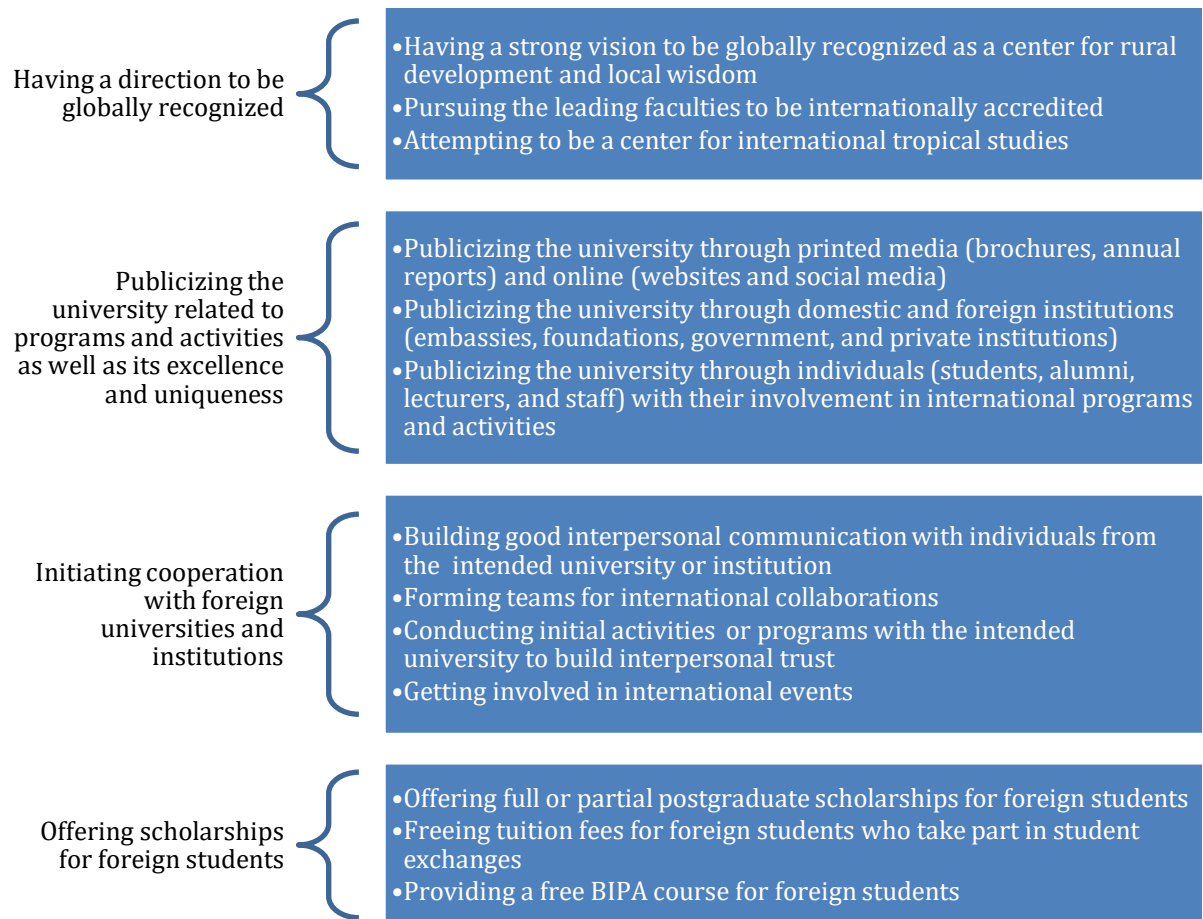 Having a direction to be
globally recognized
•Having a strong vision to be globally recognized as a center for rural
development and local wisdom
•Pursuing the leading faculties to be internationally accredited
•Attempting to be a center for international tropical studies
Publicizing the
university related to
programs and activities
as well as its excellence
and uniqueness
•Publicizing the university through printed media (brochures, annual
reports) and online (websites and social media)
•Publicizing the university through domestic and foreign institutions
(embassies, foundations, government, and private institutions)
•Publicizing the university through individuals (students, alumni,
lecturers, and staff) with their involvement in international programs
and activities
Initiating cooperation
with foreign
universities and
institutions
•Building good interpersonal communication with individuals from
the intended university or institution
•Forming teams for international collaborations
•Conducting initial activities or programs with the intended
university to build interpersonal trust
•Getting involved in international events
Offering scholarships
for foreign students
•Offering full or partial postgraduate scholarships for foreign students
•Freeing tuition fees for foreign students who take part in student
exchanges
•Providing a free BIPA course for foreign students